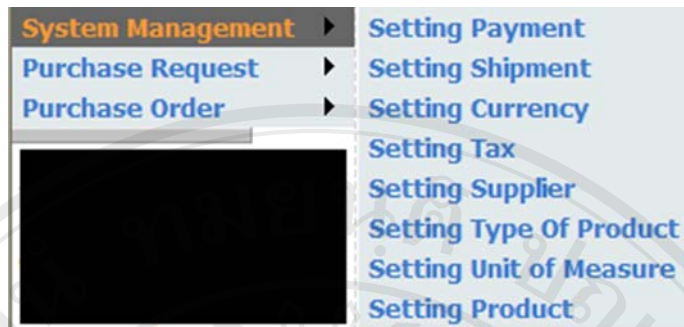 System Management
Purchase Request
Purchase Order
Setting Payment
Setting Shipment
Setting Currency
Setting Tax
Setting Supplier
Setting Type Of Product
Setting Unit of Measure
Setting Product